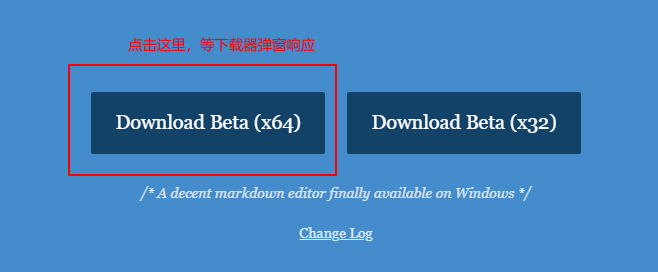 点击这里，等下载器弹窗响应
Download Beta (x64) Download Beta (x32)
/* A decent markdown editor finally available on Windows */
Change Log